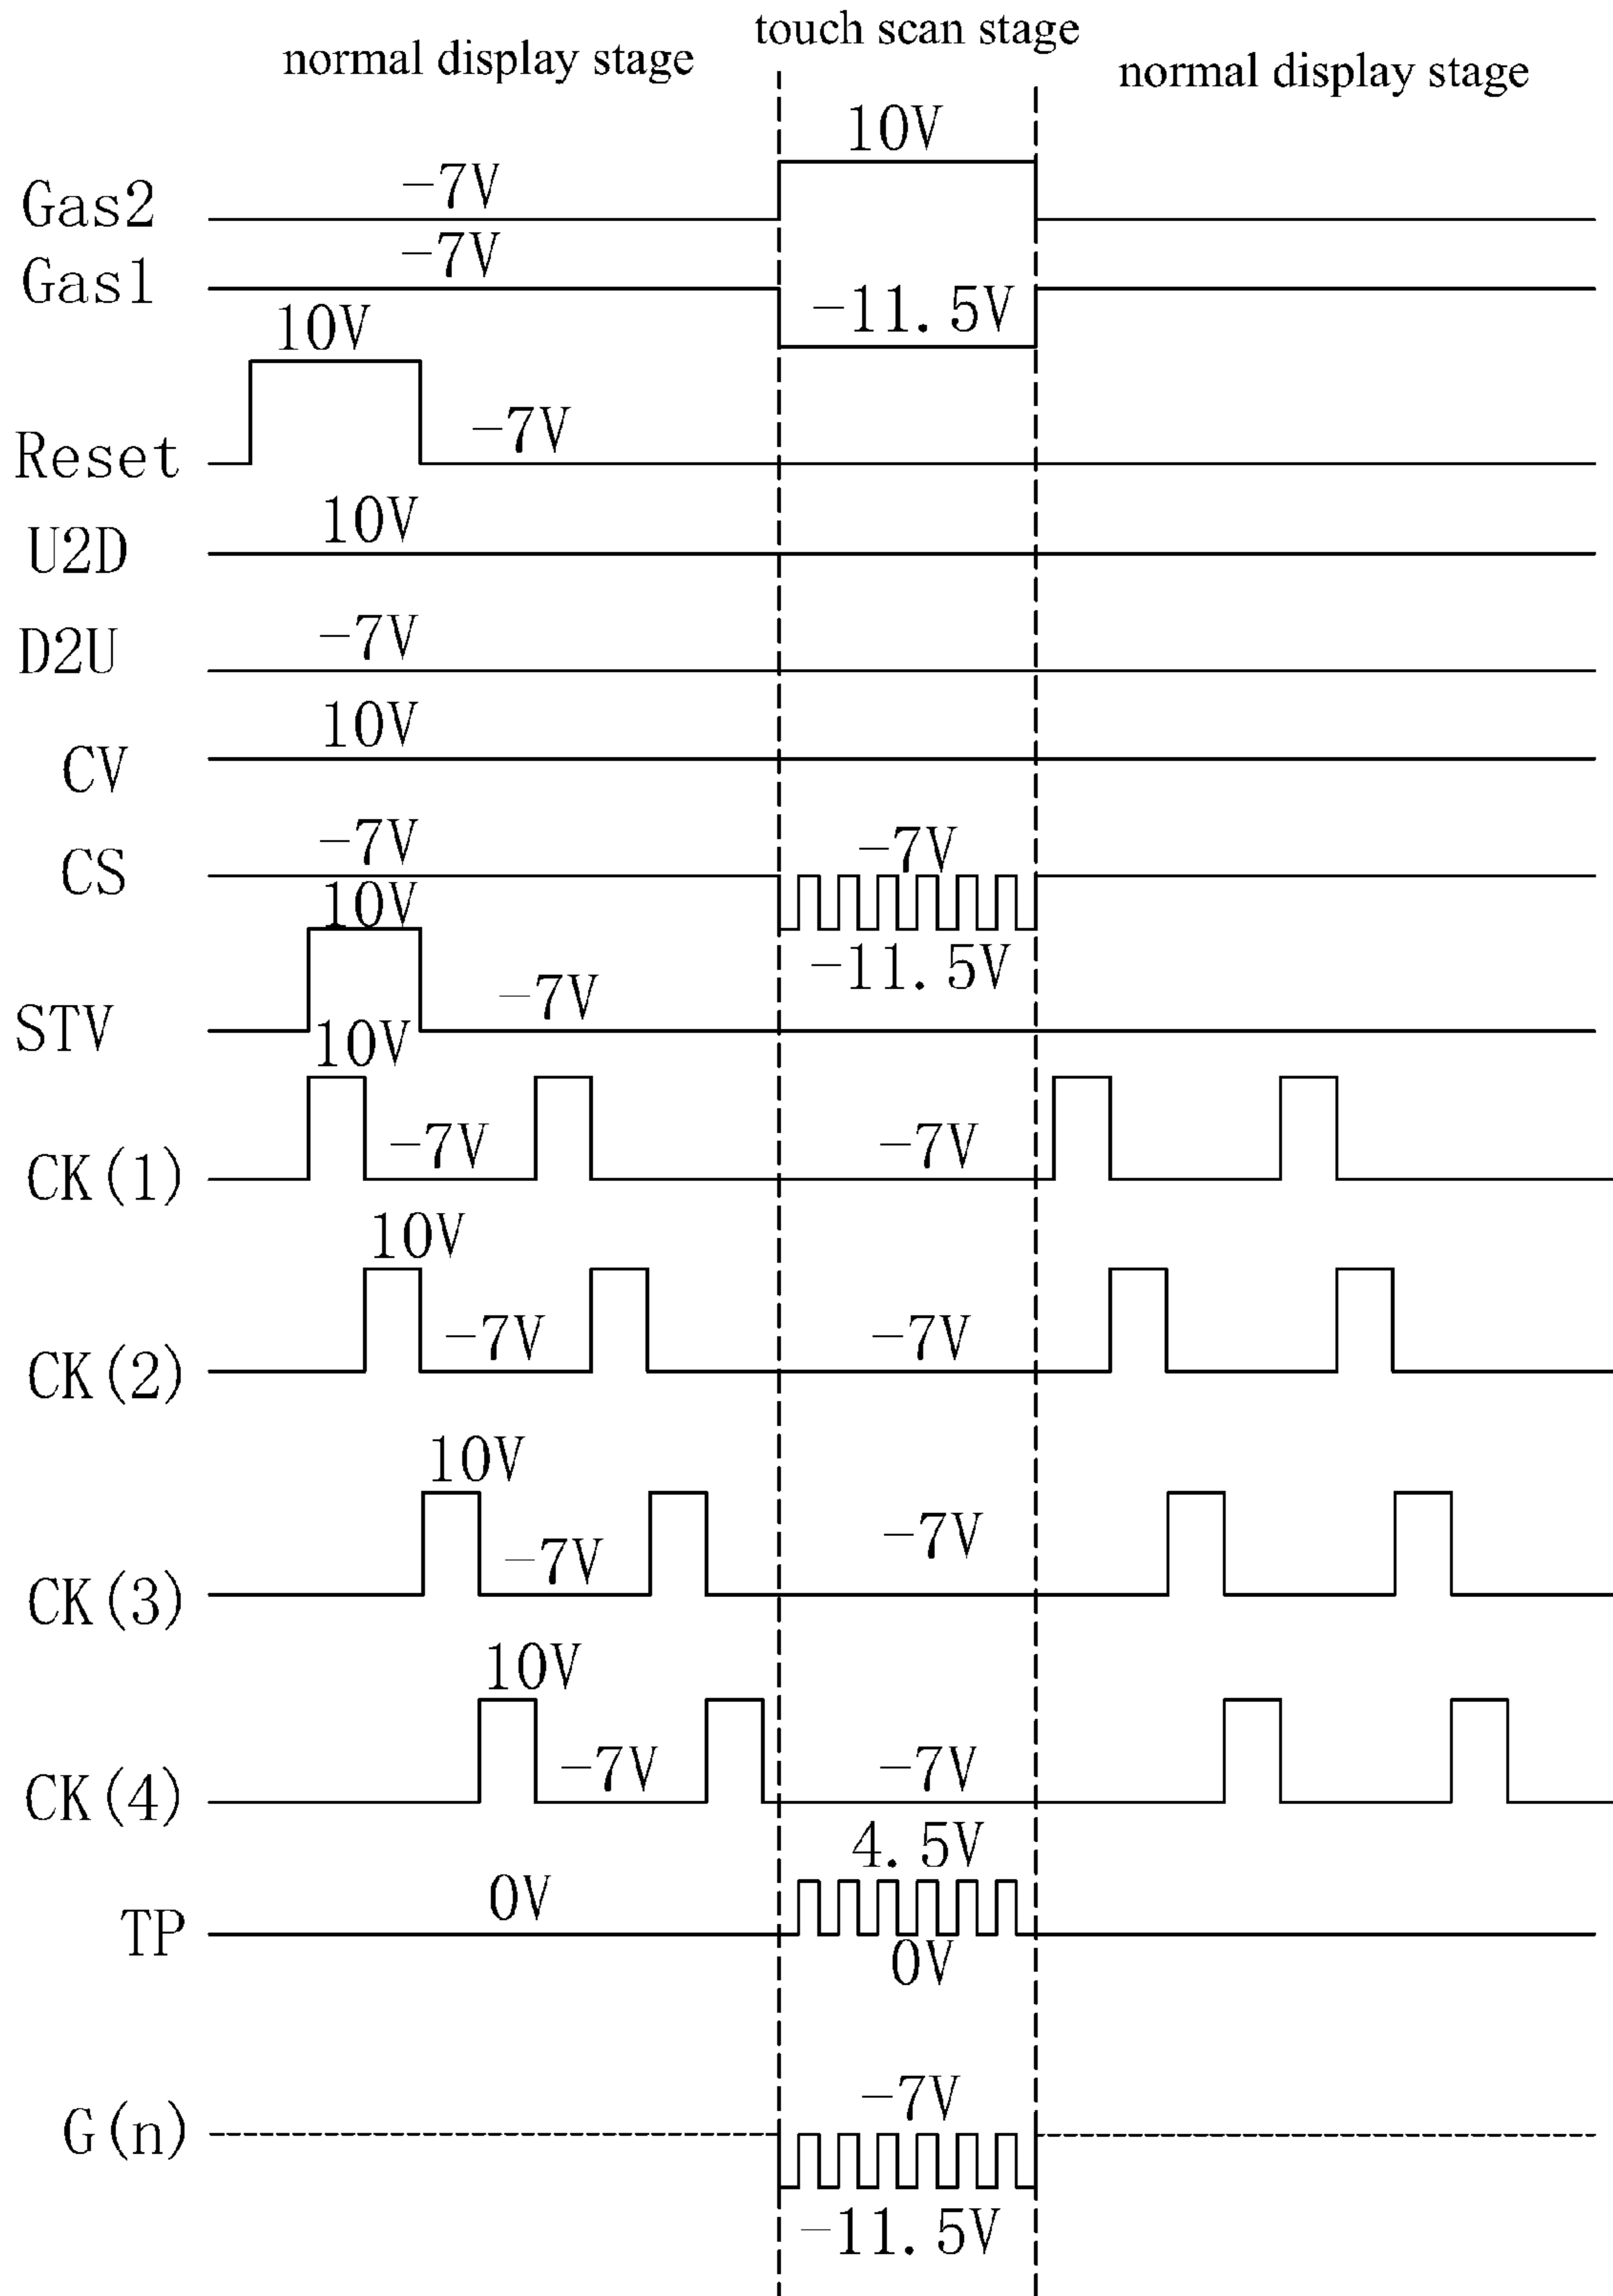 touch scan stage
normal display stage
normal display stage
10V
Gas2
-7V
Gas1
-7V
-11.5V
10V
Reset
-7V
U2D
10V
D2U
-7V
CV
10V
CS
-7V
-7V
-11.5V
10V
STV
-7V
10V
CK(1)
-7V
-7V
10V
CK(2)
-7V
-7V
10V
CK(3)
-7V
-7V
10V
CK(4)
-7V
-7V
4.5V
TP
0V
0V
-7V
G(n)
-11.5V